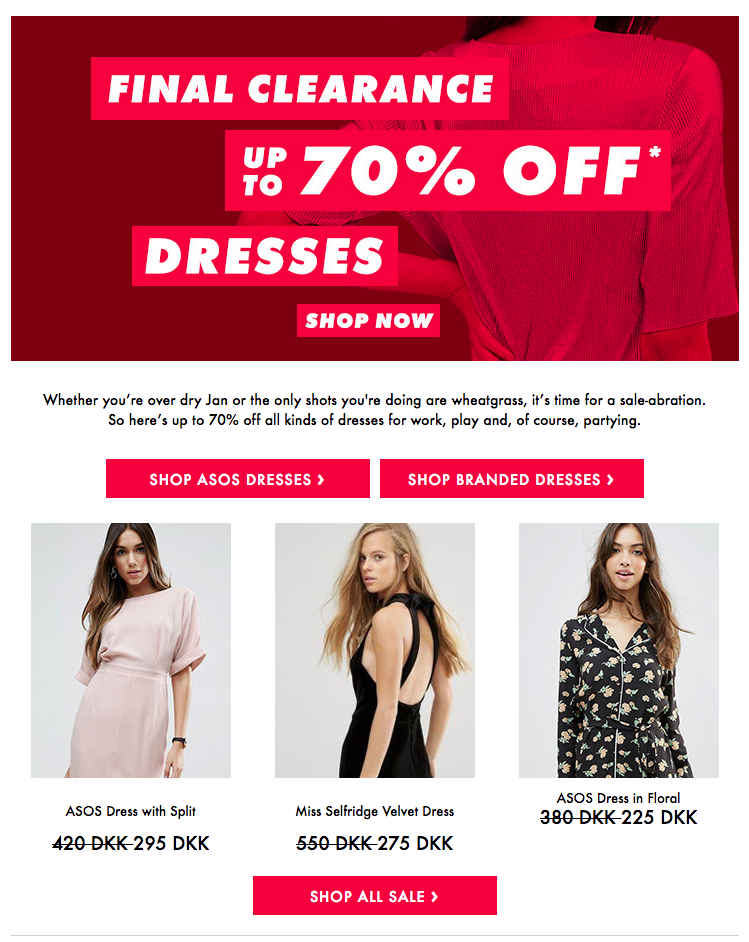 FINAL CLEARANCE
UP TO 70% OFF*
DRESSES
SHOP NOW
Whether you’re over dry Jan or the only shots you're doing are wheatgrass, it’s time for a sale-abration.
So here’s up to 70% off all kinds of dresses for work, play and, of course, partying.
SHOP ASOS DRESSES ›
SHOP BRANDED DRESSES ›
ASOS Dress with Split
420 DKK 295 DKK
Miss Selfridge Velvet Dress
550 DKK 275 DKK
ASOS Dress in Floral
380 DKK 225 DKK
SHOP ALL SALE ›